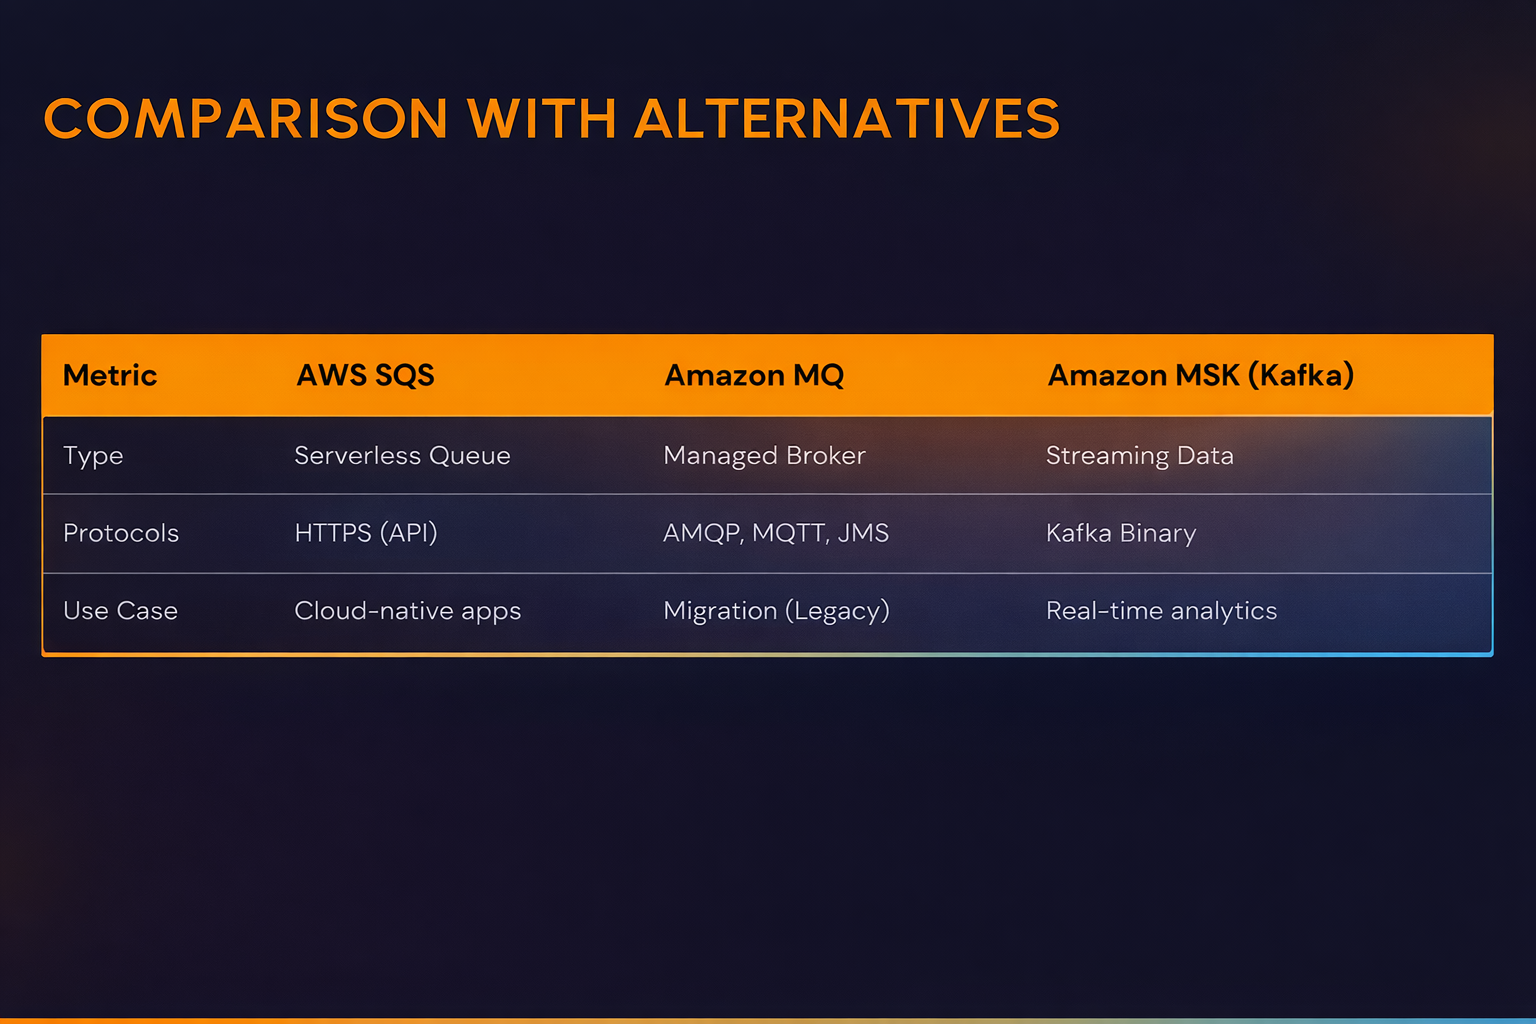 COMPARISON WITH ALTERNATIVES
Metric AWS SQS Amazon MQ Amazon MSK (Kafka)
Type Serverless Queue Managed Broker Streaming Data
Protocols HTTPS (API) AMQP, MQTT, JMS Kafka Binary
Use Case Cloud-native apps Migration (Legacy) Real-time analytics